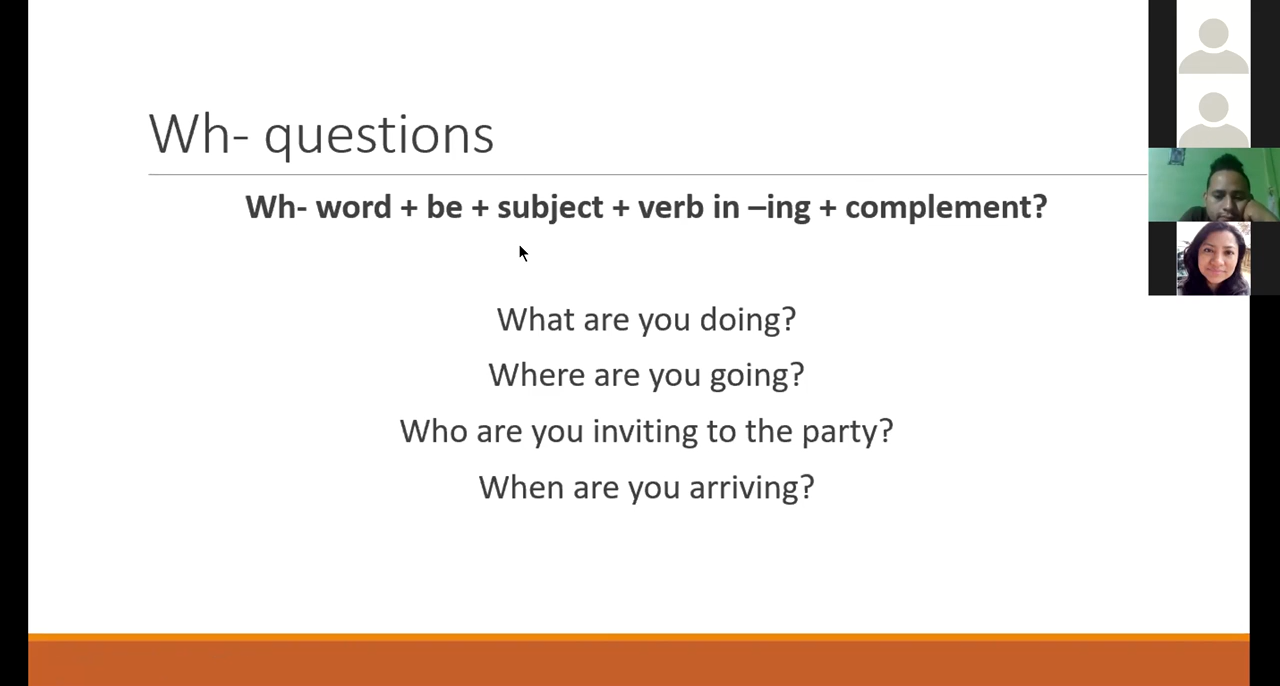 Wh- questions
Wh- word + be + subject + verb in –ing + complement?
What are you doing?
Where are you going?
Who are you inviting to the party?
When are you arriving?